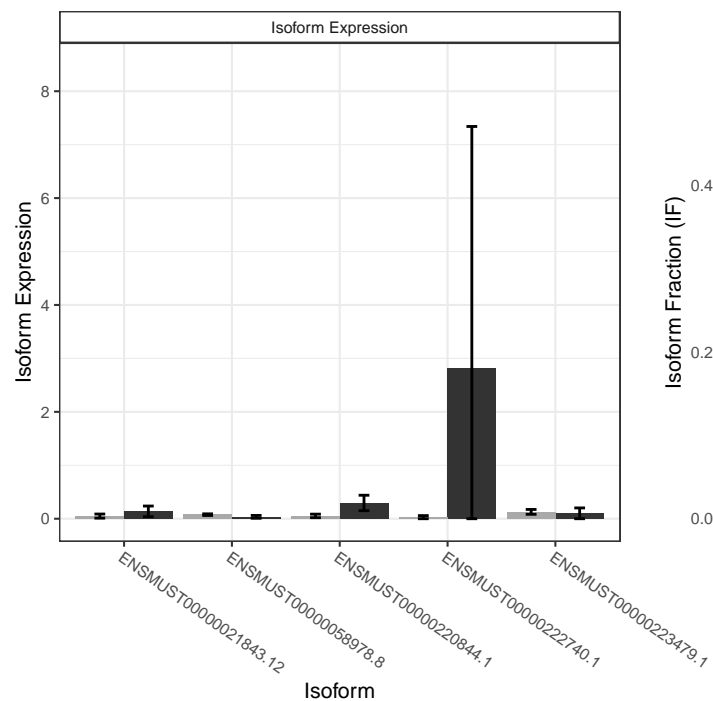 Isoform Expression
8
6
4
2
0
Isoform Expression
ENSMUST00000021843.12
ENSMUST00000058978.8
ENSMUST00000220844.1
ENSMUST00000222740.1
ENSMUST00000223479.1
Isoform
0.4
0.2
0.0
Isoform Fraction (IF)